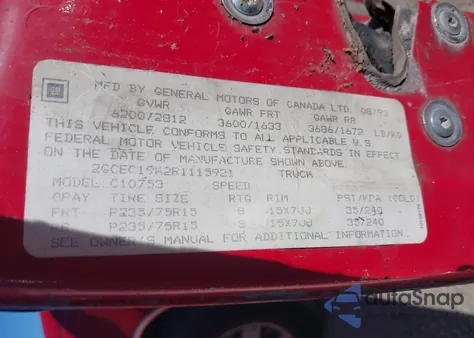 GM
MFD BY GENERAL MOTORS OF CANADA LTD. 08/93
GVWR GAWR FRT GAWR RR
6200/2812 3600/1633 3686/1672 LB/KG
THIS VEHICLE CONFORMS TO ALL APPLICABLE U.S.
FEDERAL MOTOR VEHICLE SAFETY STANDARDS IN EFFECT
ON THE DATE OF MANUFACTURE SHOWN ABOVE.
2GCEC19K2R1115921 TRUCK
MODEL: C10753 SPEED
GPAY TIRE SIZE RTG RIM PSI/KPA (COLD)
FRT P235/75R15 S 15X7JJ 35/240
RR P235/75R15 S 15X7JJ 35/240
SEE OWNER'S MANUAL FOR ADDITIONAL INFORMATION.
autoSnap